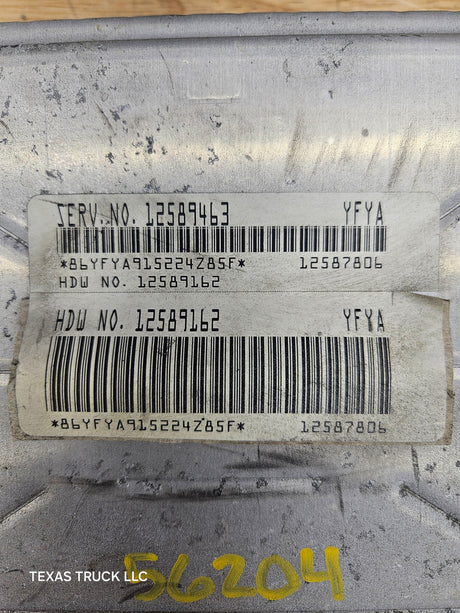 SERV.NO. 12589463 YFYA
*86YFYA915224Z85F* 12587806
HDW NO. 12589162
HDW NO. 12589162 YFYA
*86YFYA915224Z85F* 12587806
56204
TEXAS TRUCK LLC